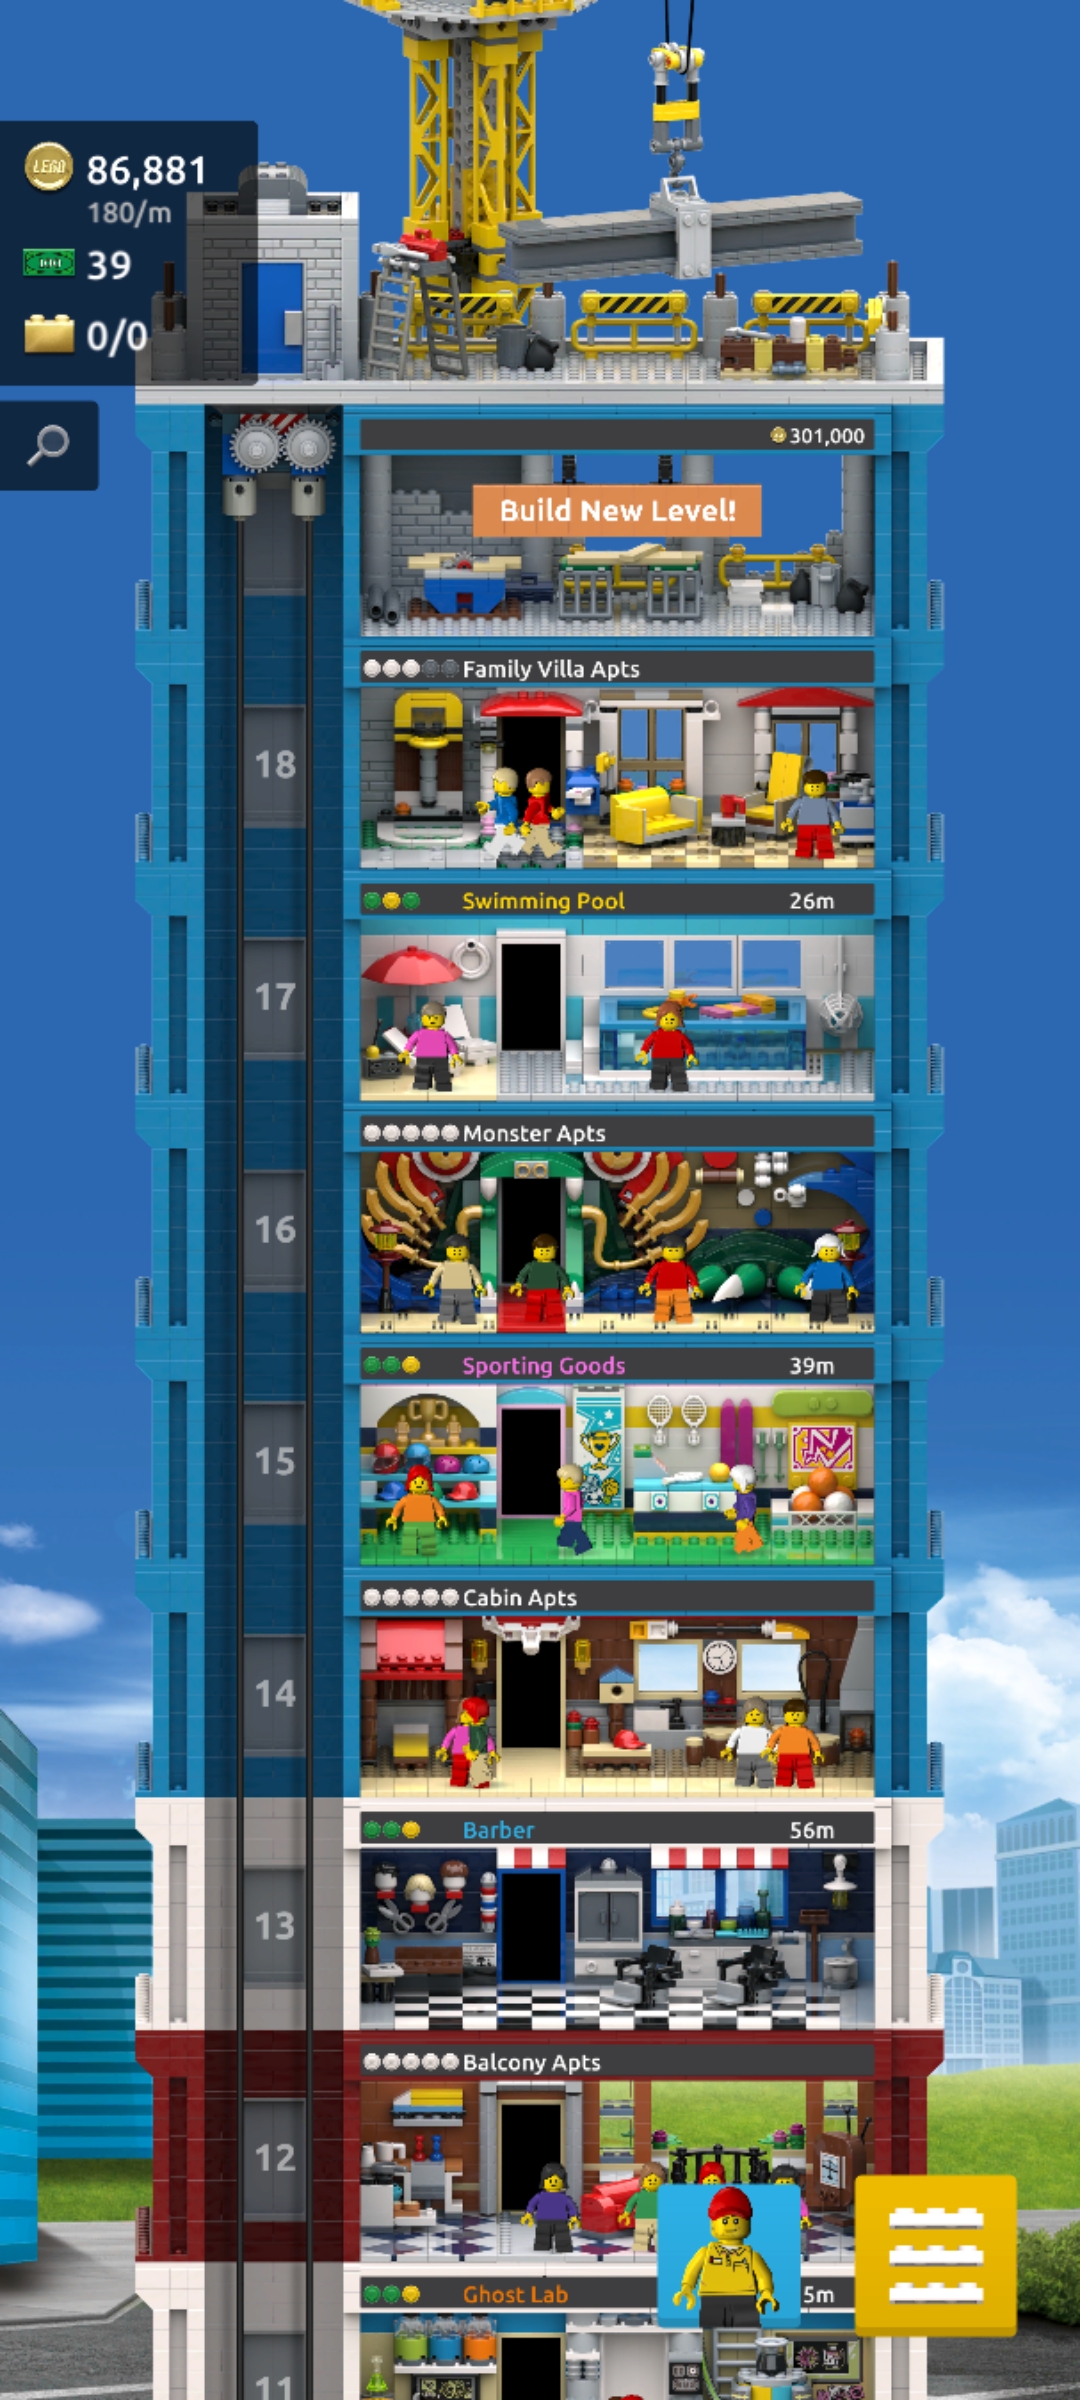 LEGO 86,881
180/m
39
0/0
301,000
Build New Level!
Family Villa Apts
18
Swimming Pool 26m
17
Monster Apts
16
Sporting Goods 39m
15
Cabin Apts
14
Barber 56m
13
Balcony Apts
12
Ghost Lab 5m
11